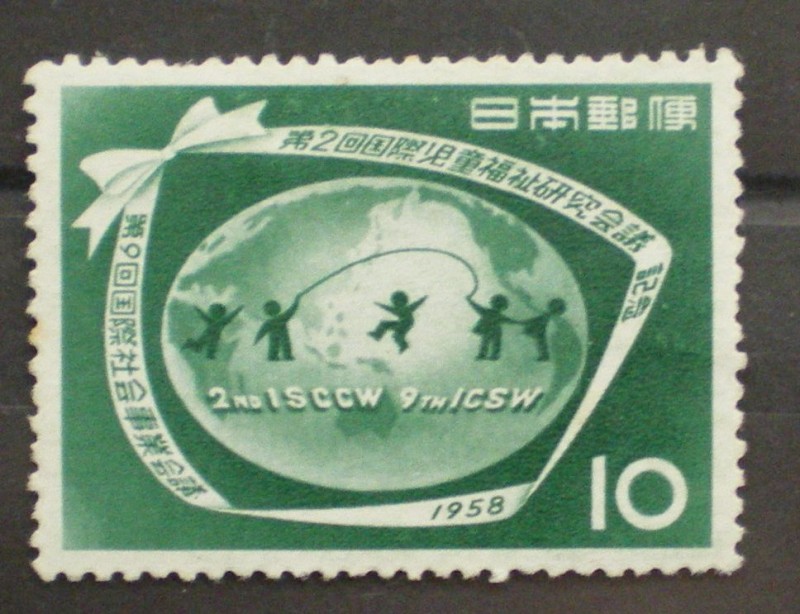 日本郵便
第2回国際児童福祉研究会議 記念
第9回国際社会事業会議
2ND ISCCW 9TH ICSW
1958
10